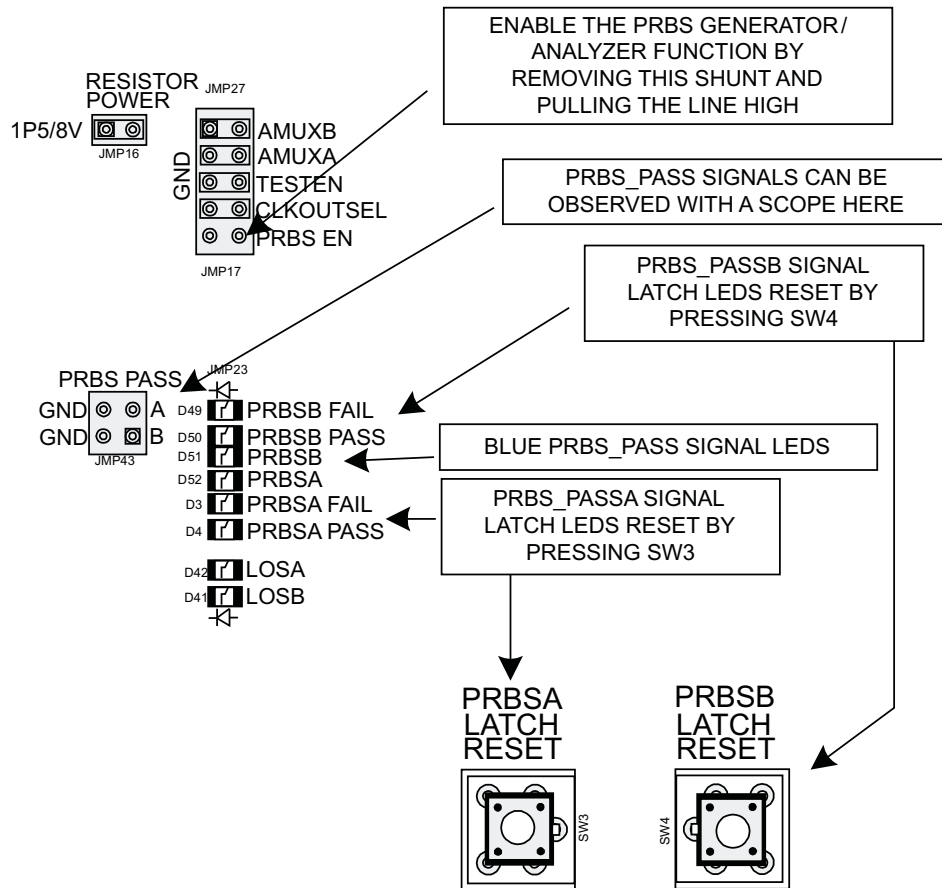 ENABLE THE PRBS GENERATOR/
ANALYZER FUNCTION BY
REMOVING THIS SHUNT AND
PULLING THE LINE HIGH
RESISTOR
POWER
1P5/8V
JMP16
JMP27
GND
AMUXB
AMUXA
TESTEN
CLKOUTSEL
PRBS EN
JMP17
PRBS_PASS SIGNALS CAN BE
OBSERVED WITH A SCOPE HERE
PRBS_PASSB SIGNAL
LATCH LEDS RESET BY
PRESSING SW4
PRBS PASS
GND A
GND B
JMP43
JMP23
D49 PRBSB FAIL
D50 PRBSB PASS
D51 PRBSB
D52 PRBSA
D3 PRBSA FAIL
D4 PRBSA PASS
D42 LOSA
D41 LOSB
BLUE PRBS_PASS SIGNAL LEDS
PRBS_PASSA SIGNAL
LATCH LEDS RESET BY
PRESSING SW3
PRBSA
LATCH
RESET
SW3
PRBSB
LATCH
RESET
SW4